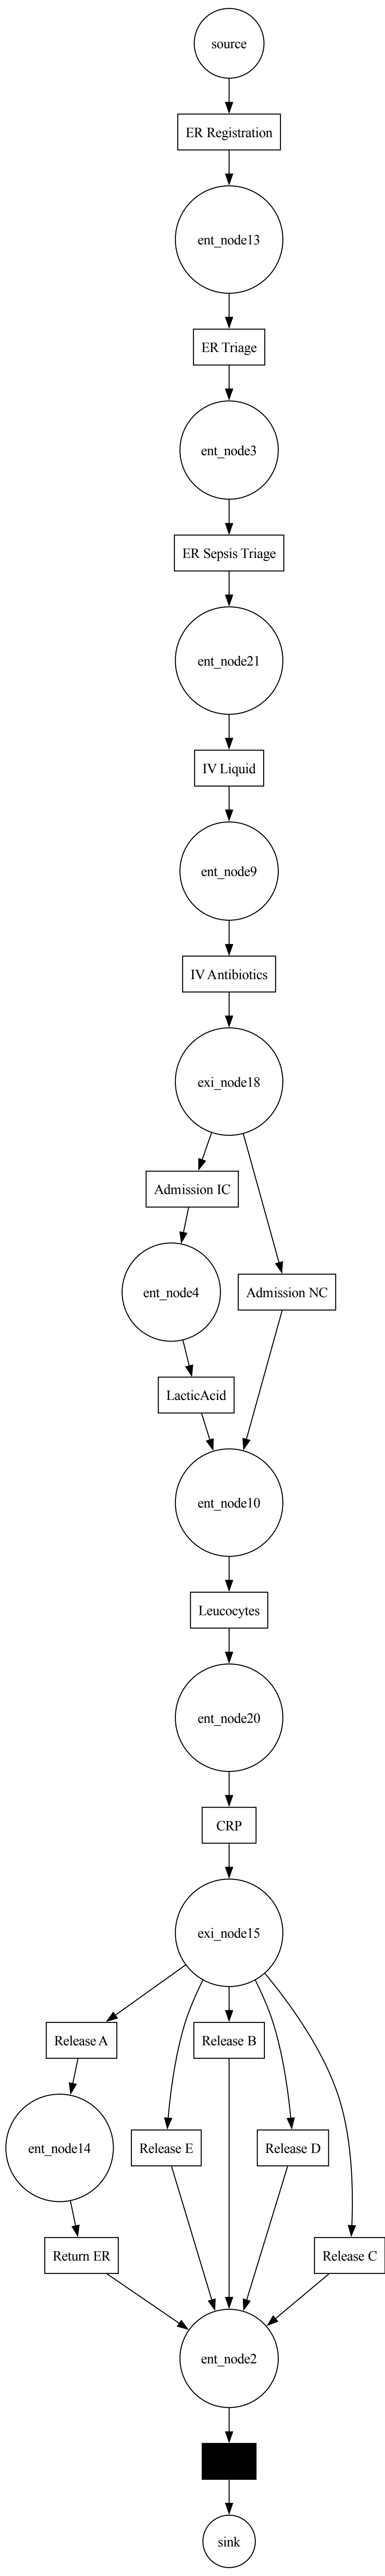 source
ER Registration
ent_node13
ER Triage
ent_node3
ER Sepsis Triage
ent_node21
IV Liquid
ent_node9
IV Antibiotics
exi_node18
Admission IC
Admission NC
ent_node4
LacticAcid
ent_node10
Leucocytes
ent_node20
CRP
exi_node15
Release A
Release B
ent_node14
Release E
Release D
Return ER
Release C
ent_node2
sink